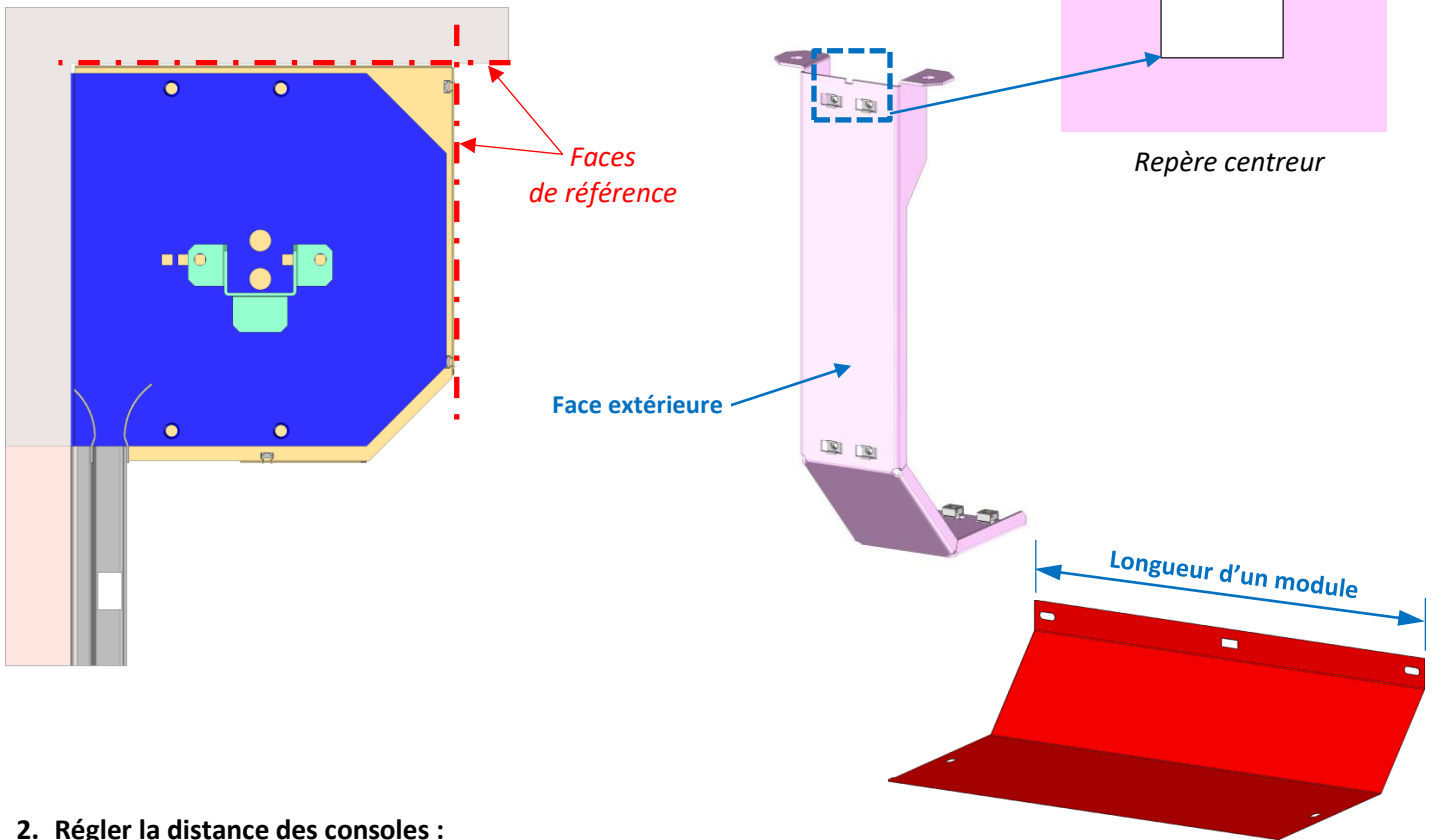 Repère centreur
Faces
de référence
Face extérieure
Longueur d’un module
2. Régler la distance des consoles :